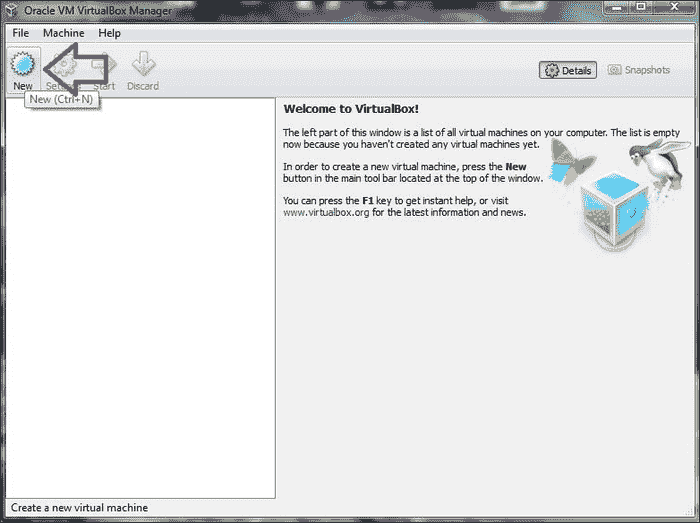 Oracle VM VirtualBox Manager
File Machine Help
New Settings Start Discard
Details Snapshots
New (Ctrl+N)
Welcome to VirtualBox!
The left part of this window is a list of all virtual machines on your computer. The list is empty
now because you haven't created any virtual machines yet.
In order to create a new virtual machine, press the New
button in the main tool bar located at the top of the window.
You can press the F1 key to get instant help, or visit
www.virtualbox.org for the latest information and news.
Create a new virtual machine